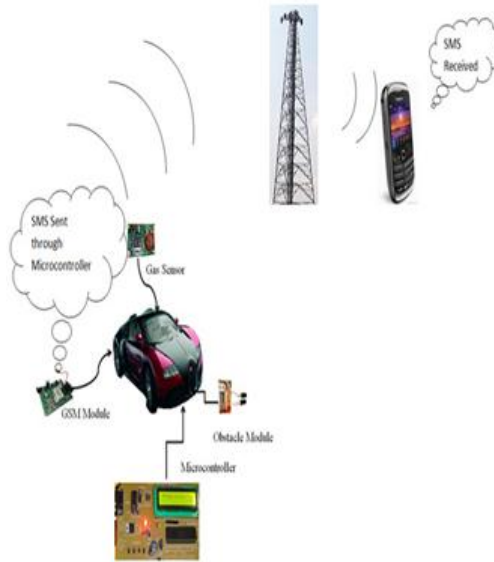 SMS
Received
SMS Sent
through
Microcontroller
Gas Sensor
GSM Module
Obstacle Module
Microcontroller